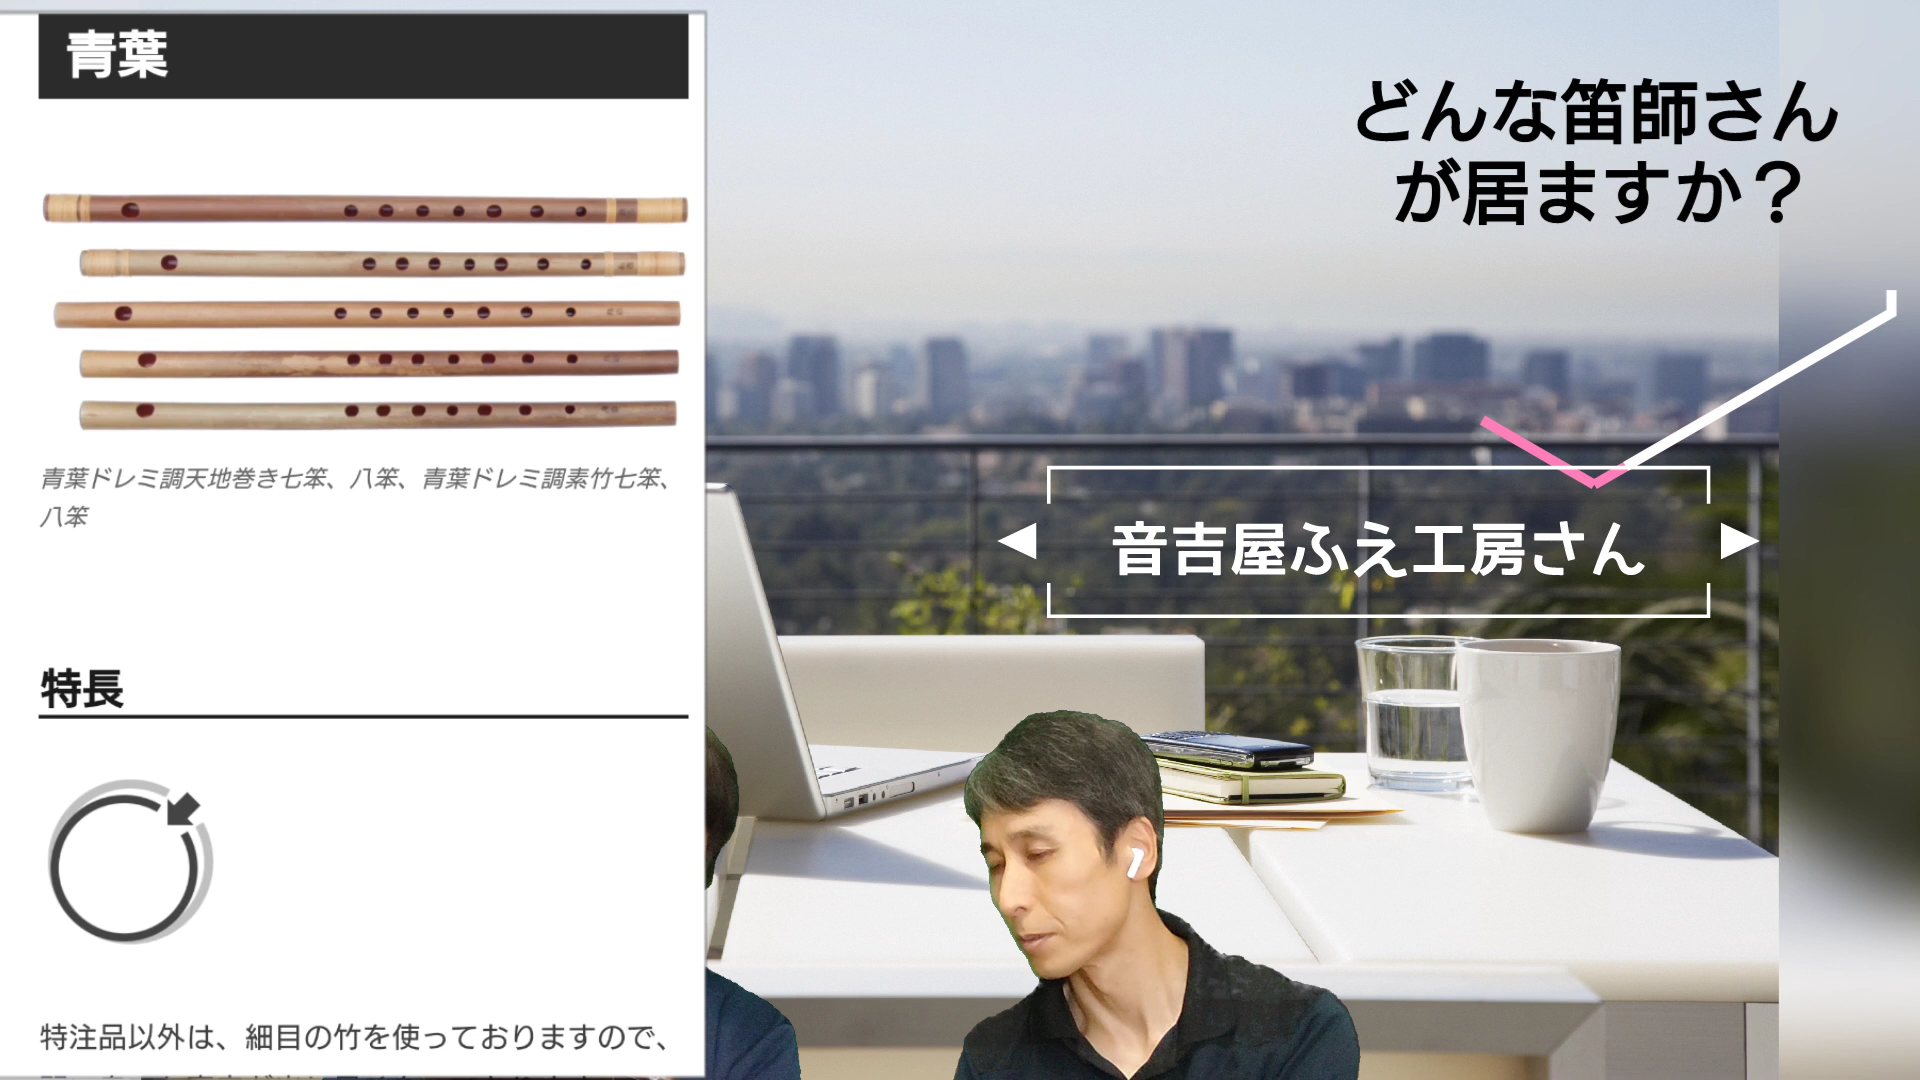 青葉
青葉ドレミ調天地巻き七笨、八笨、青葉ドレミ調素竹七笨、
八笨
特長
特注品以外は、細目の竹を使っておりますので、
どんな笛師さん
が居ますか？
音吉屋ふえ工房さん